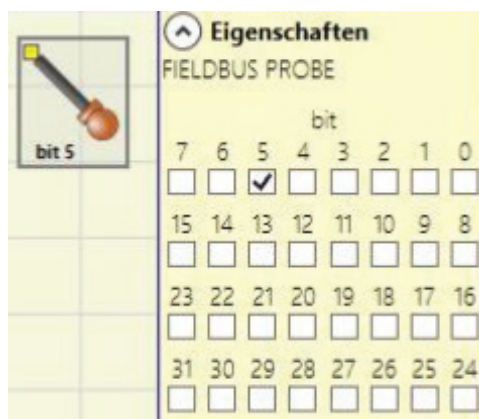 Eigenschaften
FIELDBUS PROBE
bit 5
bit
7 6 5 4 3 2 1 0
15 14 13 12 11 10 9 8
23 22 21 20 19 18 17 16
31 30 29 28 27 26 25 24